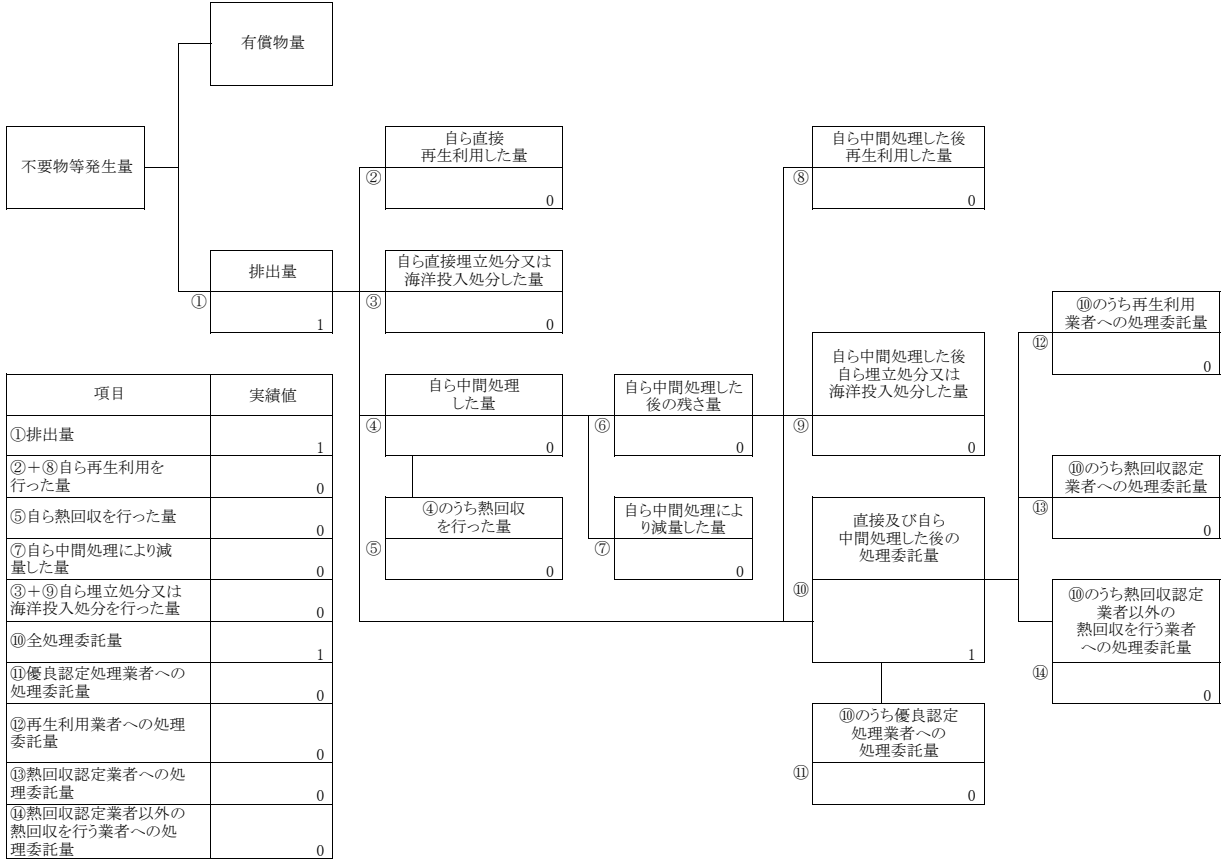 有償物量
不要物等発生量
自ら直接
再生利用した量
②
0
自ら中間処理した後
再生利用した量
⑧
0
排出量
①
1
自ら直接埋立処分又は
海洋投入処分した量
③
0
⑩のうち再生利用
業者への処理委託量
⑫
0
自ら中間処理した後
自ら埋立処分又は
海洋投入処分した量
⑨
0
自ら中間処理
した量
④
0
自ら中間処理した
後の残さ量
⑥
0
④のうち熱回収
を行った量
⑤
0
自ら中間処理によ
り減量した量
⑦
0
直接及び自ら
中間処理した後の
処理委託量
⑩
1
⑩のうち熱回収認定
業者への処理委託量
⑬
0
⑩のうち熱回収認定
業者以外の
熱回収を行う業者
への処理委託量
⑭
0
⑩のうち優良認定
処理業者への
処理委託量
⑪
0
項目 実績値
①排出量
1
②＋⑧自ら再生利用を
行った量
0
⑤自ら熱回収を行った量
0
⑦自ら中間処理により減
量した量
0
③＋⑨自ら埋立処分又は
海洋投入処分を行った量
0
⑩全処理委託量
1
⑪優良認定処理業者への
処理委託量
0
⑫再生利用業者への処理
委託量
0
⑬熱回収認定業者への処
理委託量
0
⑭熱回収認定業者以外の
熱回収を行う業者への処
理委託量
0